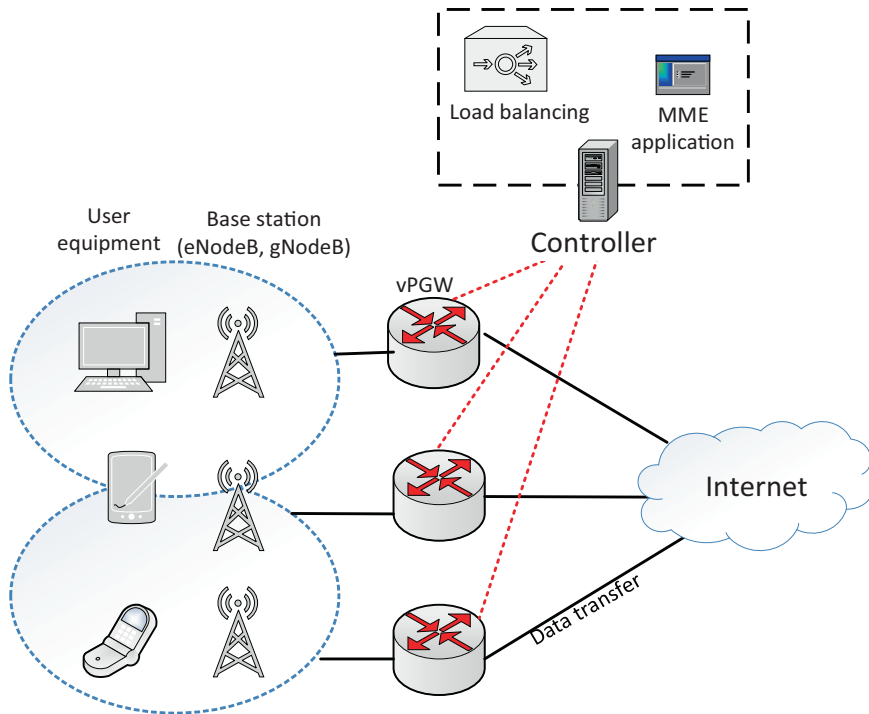 Load balancing
MME
application
Controller
User
equipment
Base station
(eNodeB, gNodeB)
vPGW
Internet
Data transfer